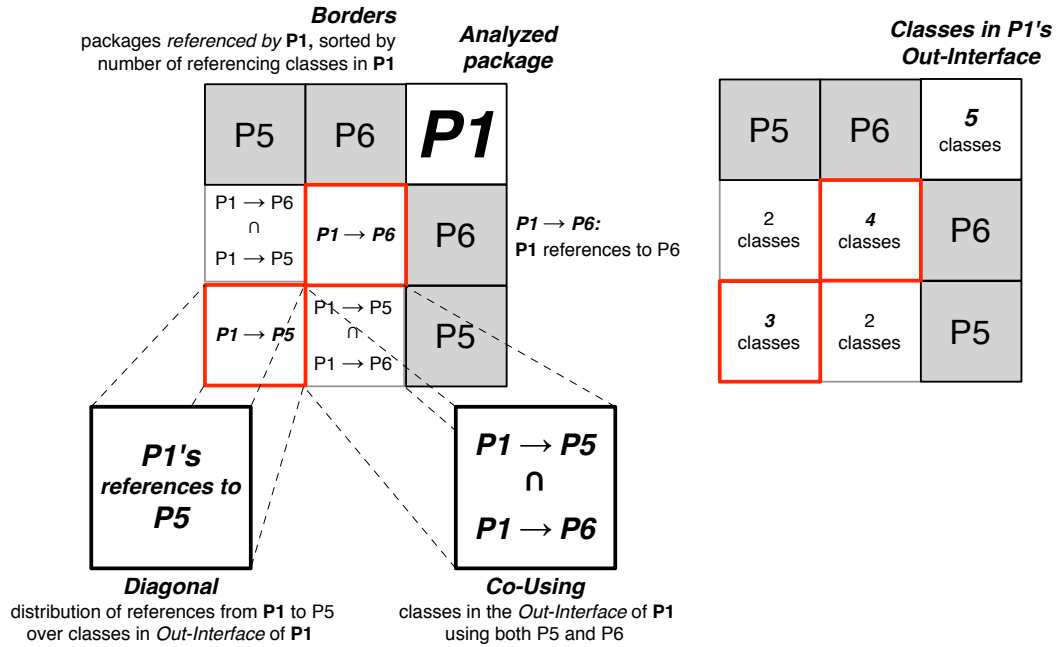 Borders
packages referenced by P1, sorted by
number of referencing classes in P1
Analyzed
package
P5
P6
P1
P1 → P6
∩
P1 → P5
P1 → P6
P6
P1 → P6:
P1 references to P6
P1 → P5
P1 → P5
∩
P1 → P6
P5
P1's
references to
P5
P1 → P5
∩
P1 → P6
Diagonal
distribution of references from P1 to P5
over classes in Out-Interface of P1
Co-Using
classes in the Out-Interface of P1
using both P5 and P6
Classes in P1's
Out-Interface
P5
P6
5
classes
2
classes
4
classes
P6
3
classes
2
classes
P5